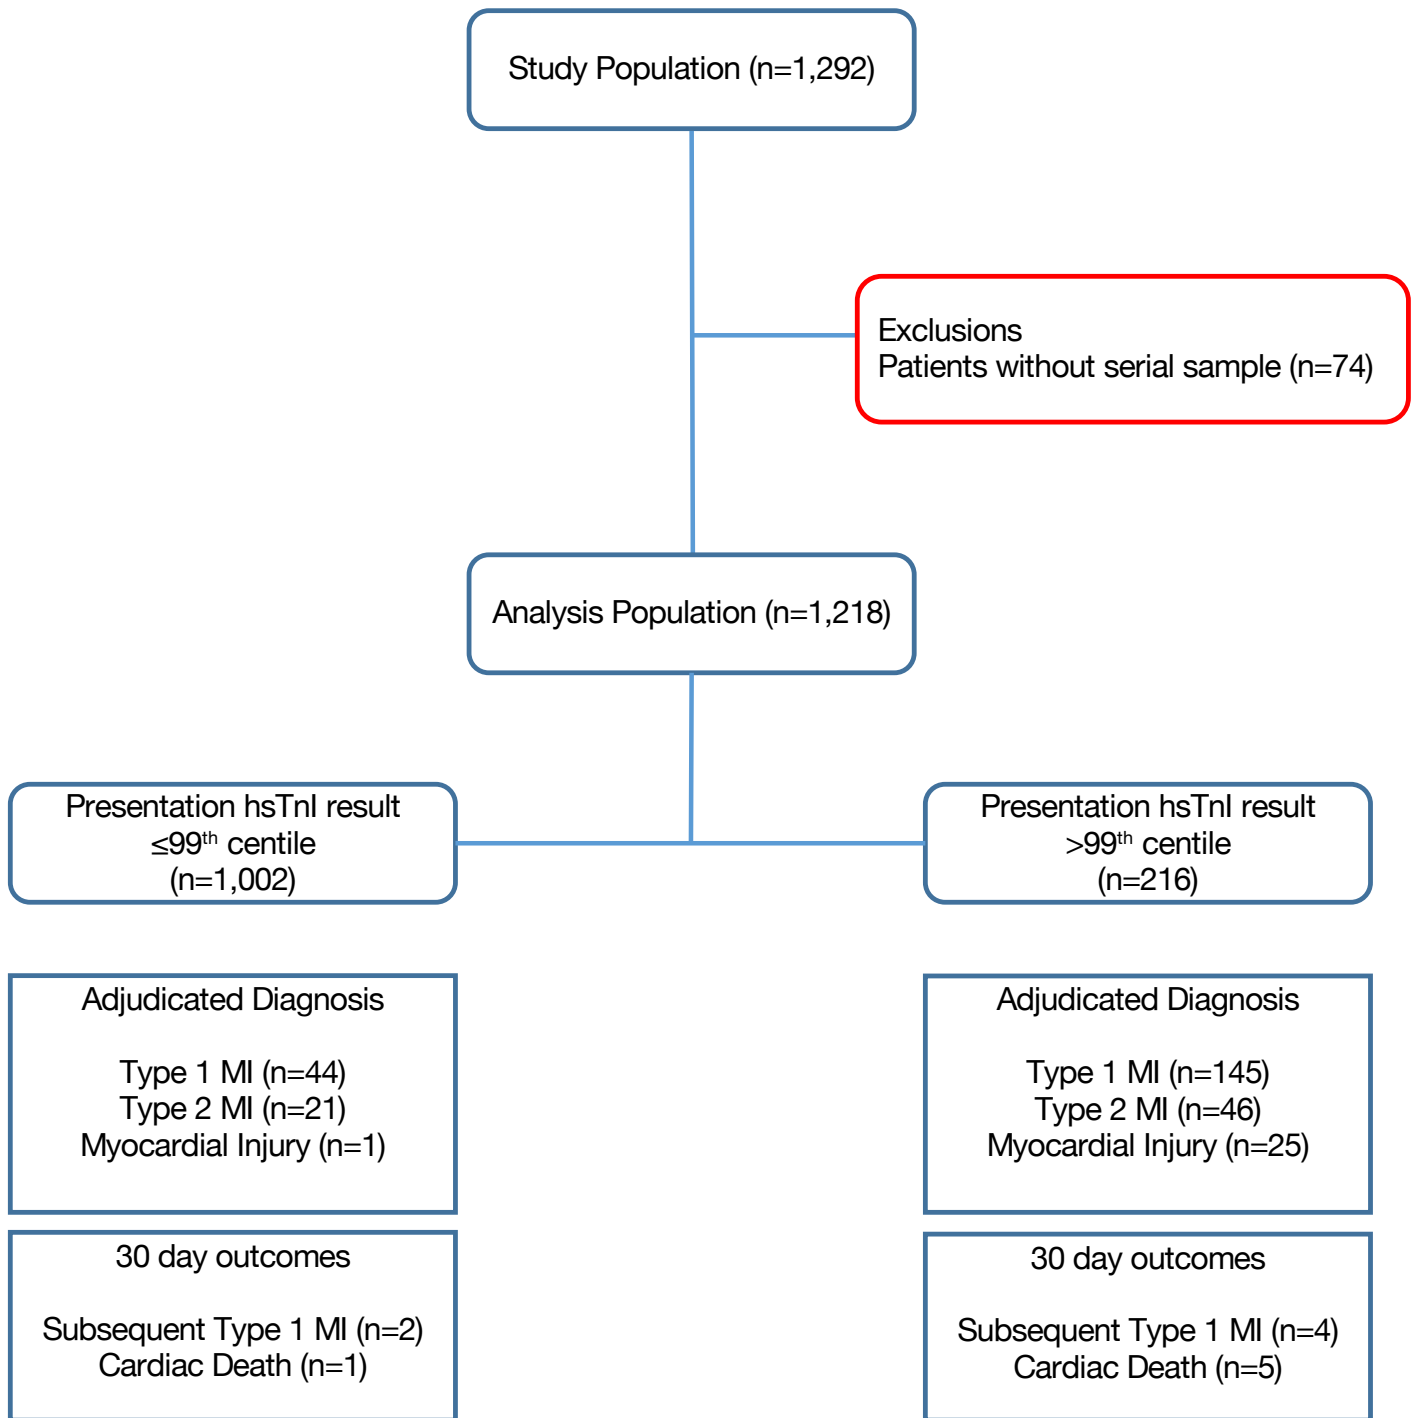 Study Population (n=1,292)
Exclusions
Patients without serial sample (n=74)
Analysis Population (n=1,218)
Presentation hsTnI result
≤99th centile
(n=1,002)
Presentation hsTnI result
>99th centile
(n=216)
Adjudicated Diagnosis
Type 1 MI (n=44)
Type 2 MI (n=21)
Myocardial Injury (n=1)
Adjudicated Diagnosis
Type 1 MI (n=145)
Type 2 MI (n=46)
Myocardial Injury (n=25)
30 day outcomes
Subsequent Type 1 MI (n=2)
Cardiac Death (n=1)
30 day outcomes
Subsequent Type 1 MI (n=4)
Cardiac Death (n=5)